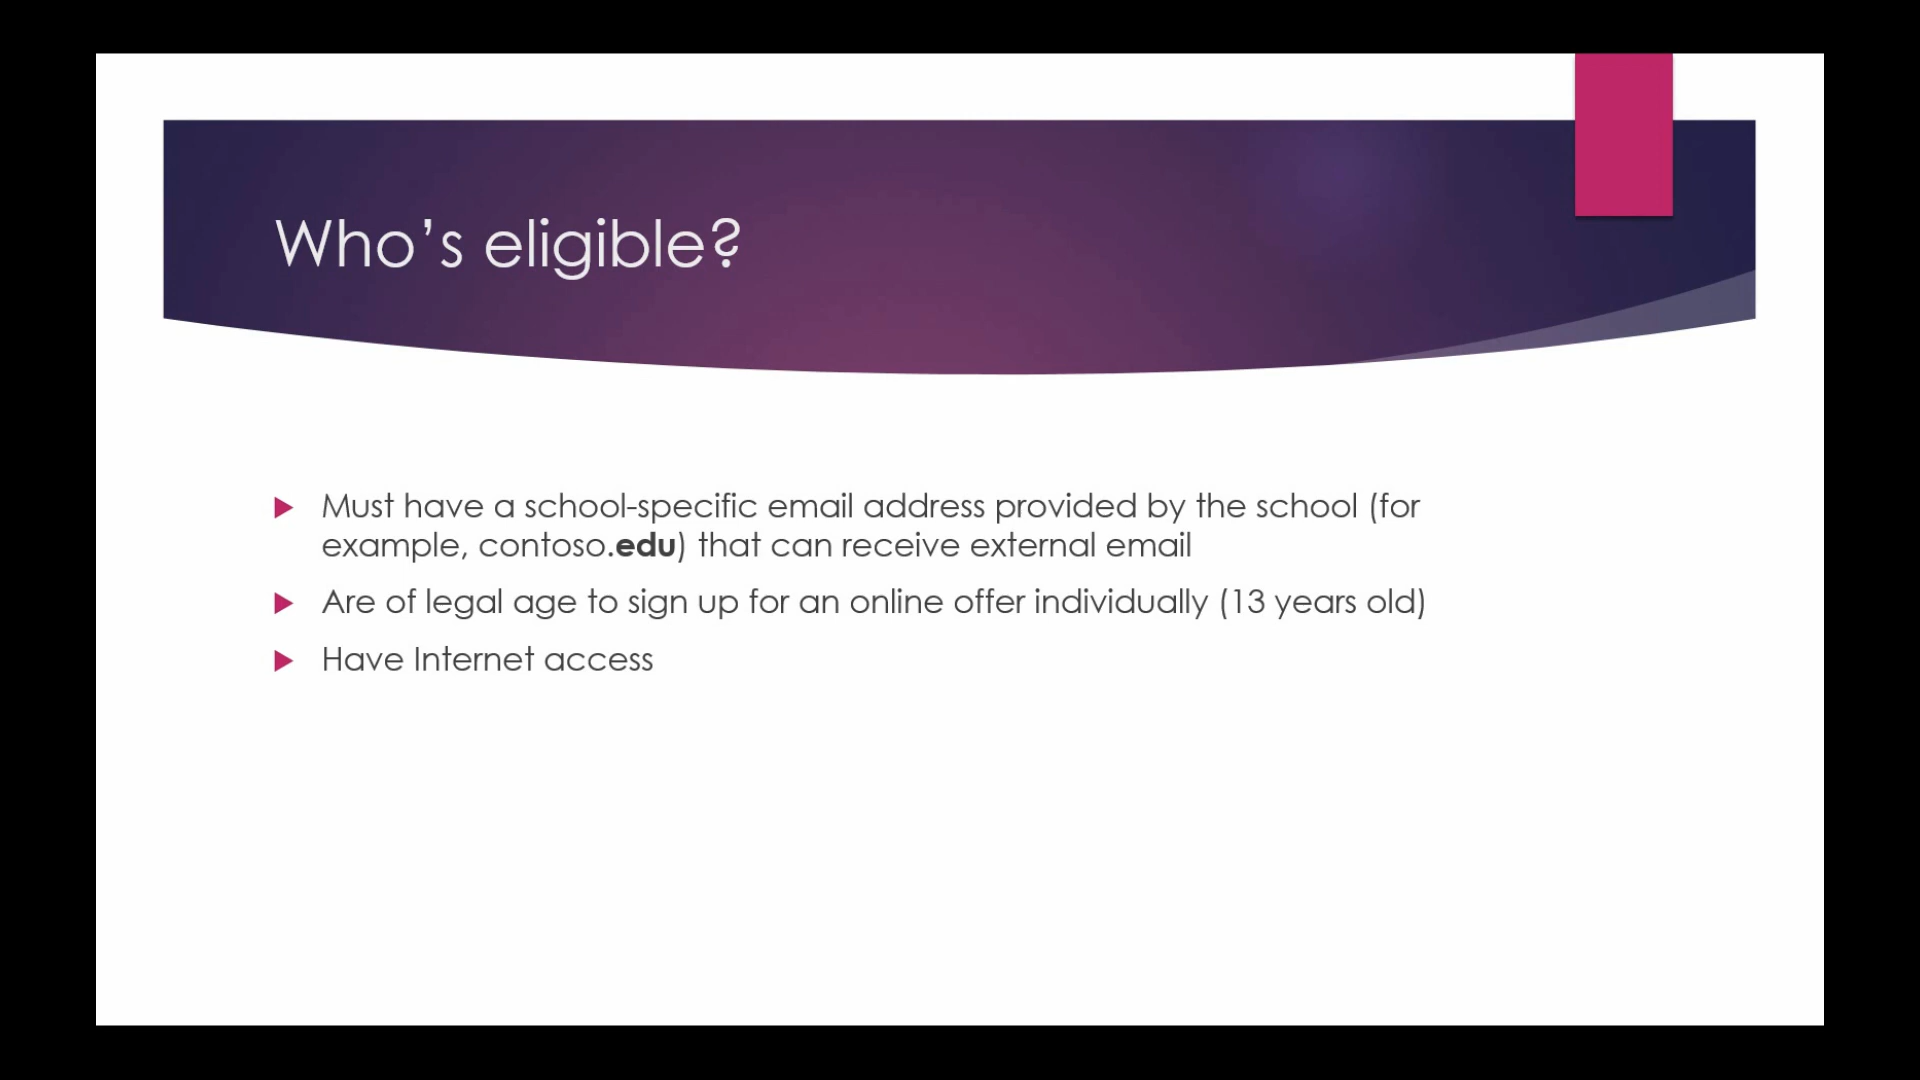 Who’s eligible?
Must have a school-specific email address provided by the school (for
example, contoso.edu) that can receive external email
Are of legal age to sign up for an online offer individually (13 years old)
Have Internet access